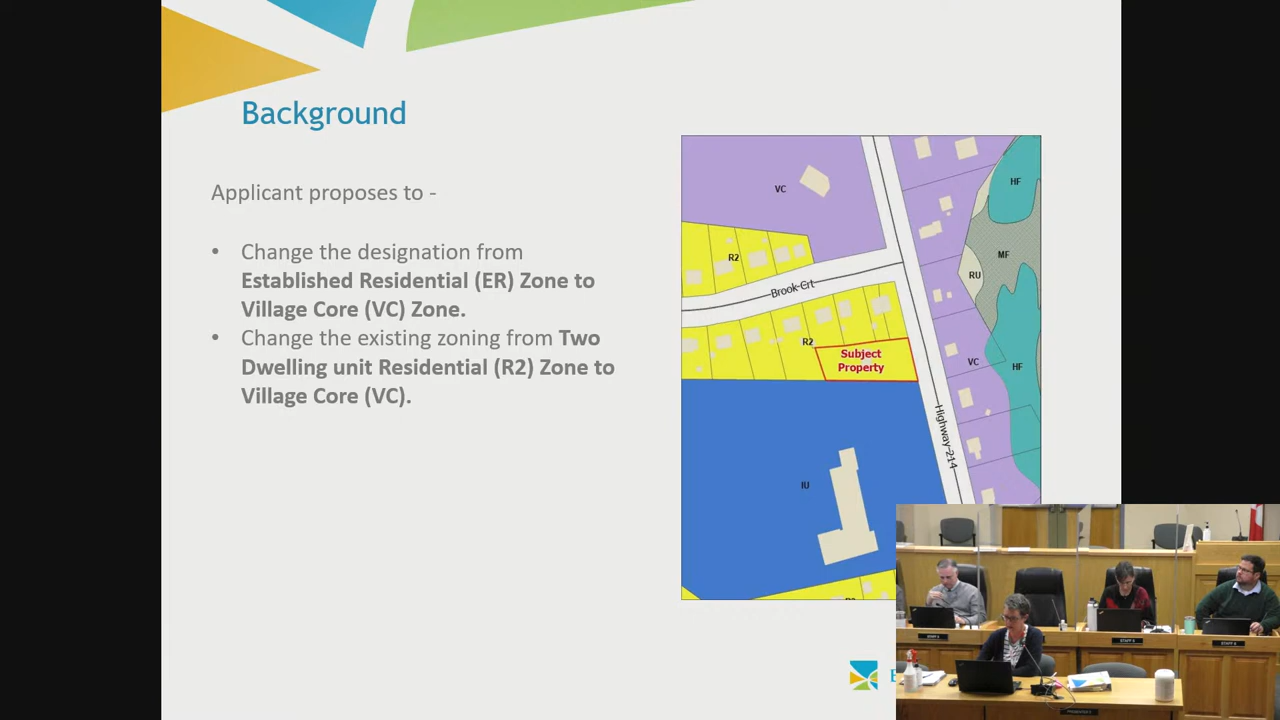 Background
Applicant proposes to -
• Change the designation from
Established Residential (ER) Zone to
Village Core (VC) Zone.
• Change the existing zoning from Two
Dwelling unit Residential (R2) Zone to
Village Core (VC).
VC
HF
R2
MF
RU
Brook Crt
R2
Subject
Property
VC
HF
Highway 214
IU